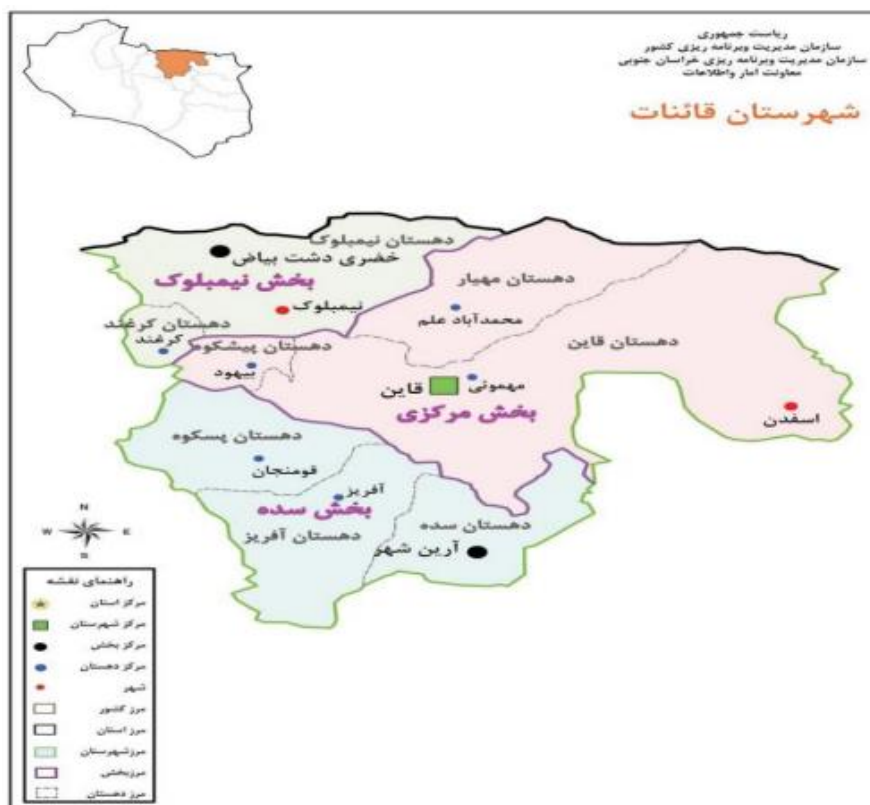 ریاست جمهوری
سازمان مدیریت وبرنامه ریزی کشور
سازمان مدیریت وبرنامه ریزی خراسان جنوبی
معاونت امار واطلاعات
شهرستان قائنات
دهستان نیمبلوک
خضری دشت بیاض
بخش نیمبلوک
نیمبلوک
دهستان کرغند
کرغند
دهستان پیشکوه
بیهود
دهستان مهیار
محمدآباد علم
دهستان قاین
مهموئی
قاین
بخش مرکزی
اسفدن
دهستان پسکوه
قومنجان
آفریز
بخش سده
دهستان آفریز
دهستان سده
آرین شهر
N
W E
S
راهنمای نقشه
مرکز استان
مرکز شهرستان
مرکز بخش
مرکز دهستان
شهر
مرز کشور
مرز استان
مرزشهرستان
مرزبخش
مرز دهستان